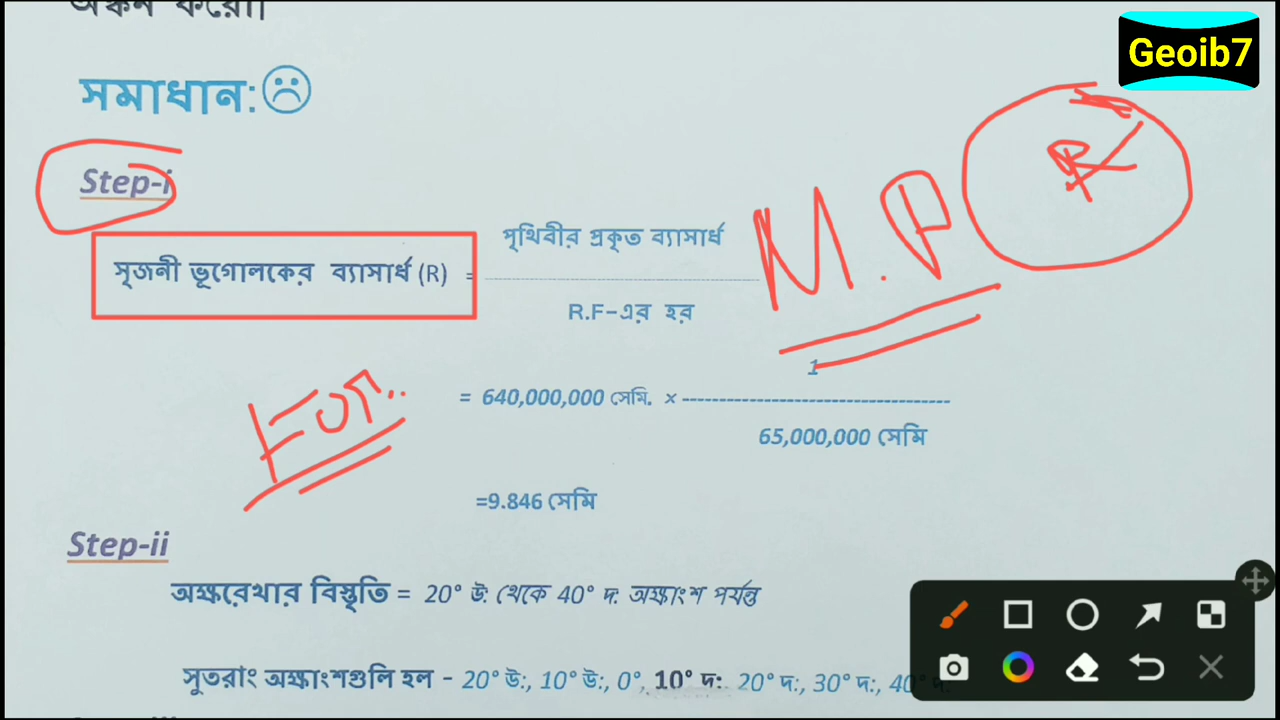 অঙ্কন করো।
Geoib7
সমাধান:
Step-i
সৃজনী ভূগোলকের ব্যাসার্ধ (R) =
পৃথিবীর প্রকৃত ব্যাসার্ধ
R.F-এর হর
M.P
R
For..
1
= 640,000,000 সেমি. ×
65,000,000 সেমি
=9.846 সেমি
Step-ii
অক্ষরেখার বিস্তৃতি = 20° উ: থেকে 40° দ: অক্ষাংশ পর্যন্ত
সুতরাং অক্ষাংশগুলি হল - 20° উ:, 10° উ:, 0°, 10° দ: 20° দ:, 30° দ:, 40° দ: